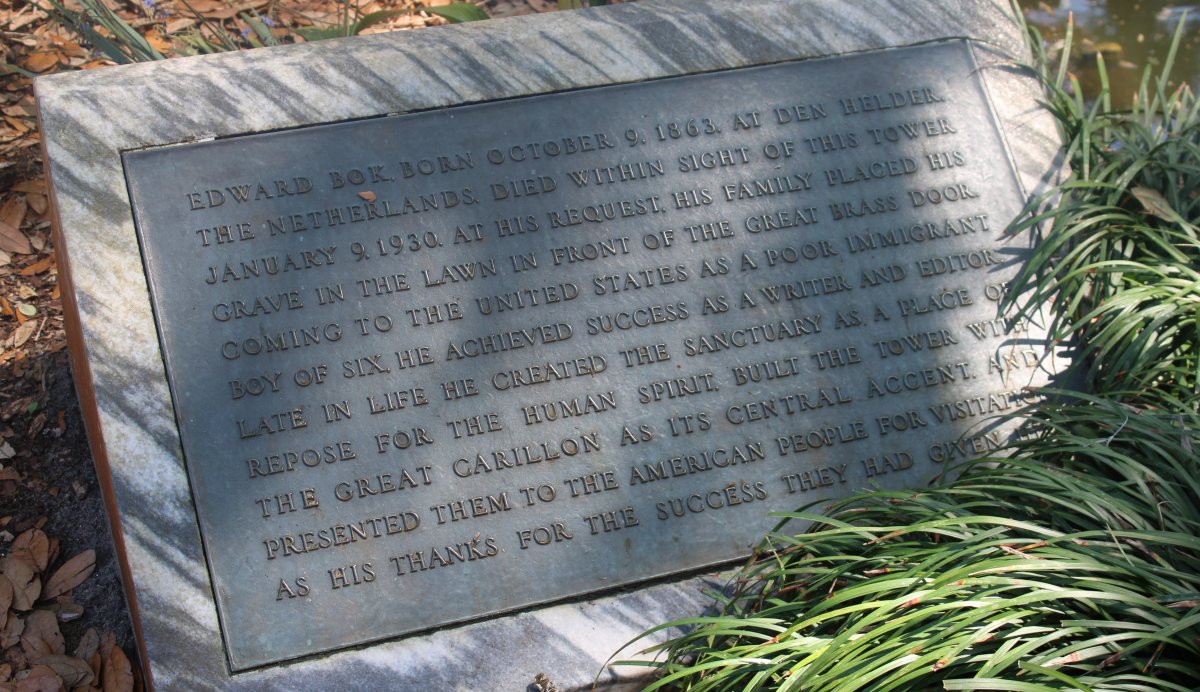 EDWARD BOK, BORN OCTOBER 9, 1863, AT DEN HELDER,
THE NETHERLANDS, DIED WITHIN SIGHT OF THIS TOWER
JANUARY 9, 1930. AT HIS REQUEST, HIS FAMILY PLACED HIS
GRAVE IN THE LAWN IN FRONT OF THE GREAT BRASS DOOR.
COMING TO THE UNITED STATES AS A POOR IMMIGRANT
BOY OF SIX, HE ACHIEVED SUCCESS AS A WRITER AND EDITOR.
LATE IN LIFE HE CREATED THE SANCTUARY AS A PLACE OF
REPOSE FOR THE HUMAN SPIRIT, BUILT THE TOWER WITH
THE GREAT CARILLON AS ITS CENTRAL ACCENT, AND
PRESENTED THEM TO THE AMERICAN PEOPLE FOR VISITATION
AS HIS THANKS FOR THE SUCCESS THEY HAD GIVEN